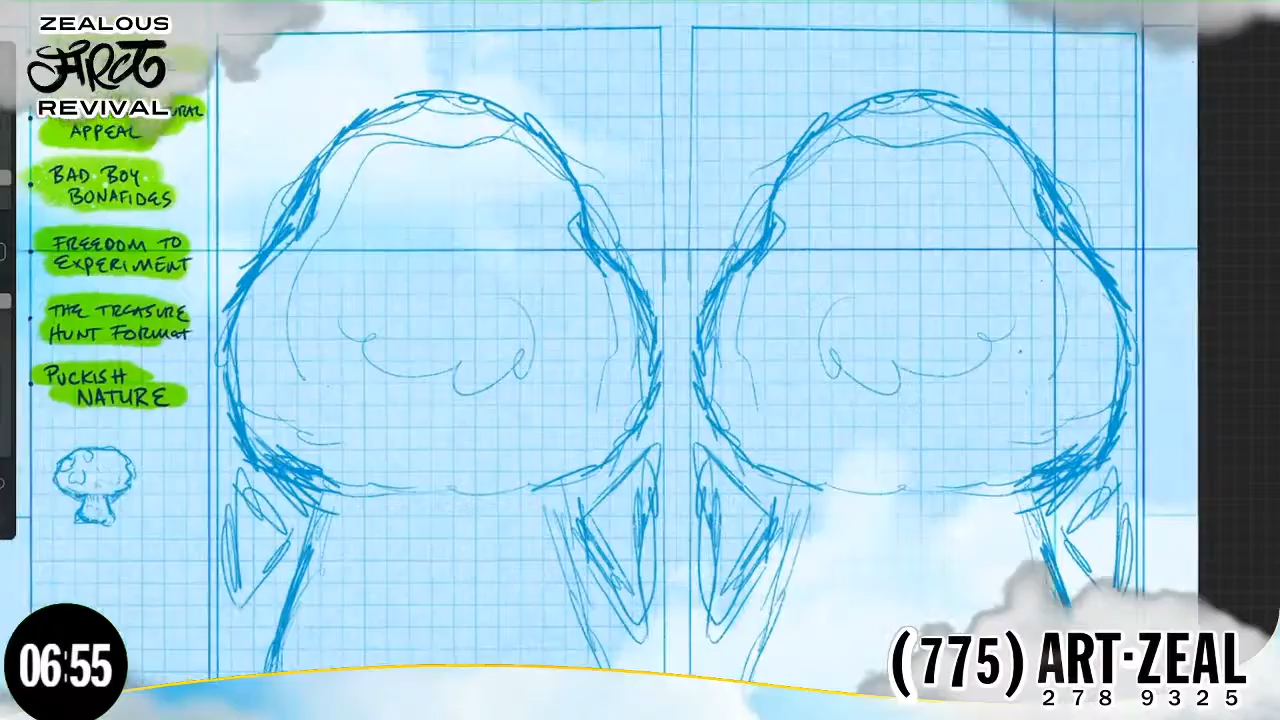 ZEALOUS
ART
REVIVAL
URAL
APPEAL
BAD BOY
BONAFIDES
FREEDOM TO
EXPERIMENT
THE TREASURE
HUNT FORMAT
PUCKISH
NATURE
06:55
(775) ART-ZEAL
278 9325